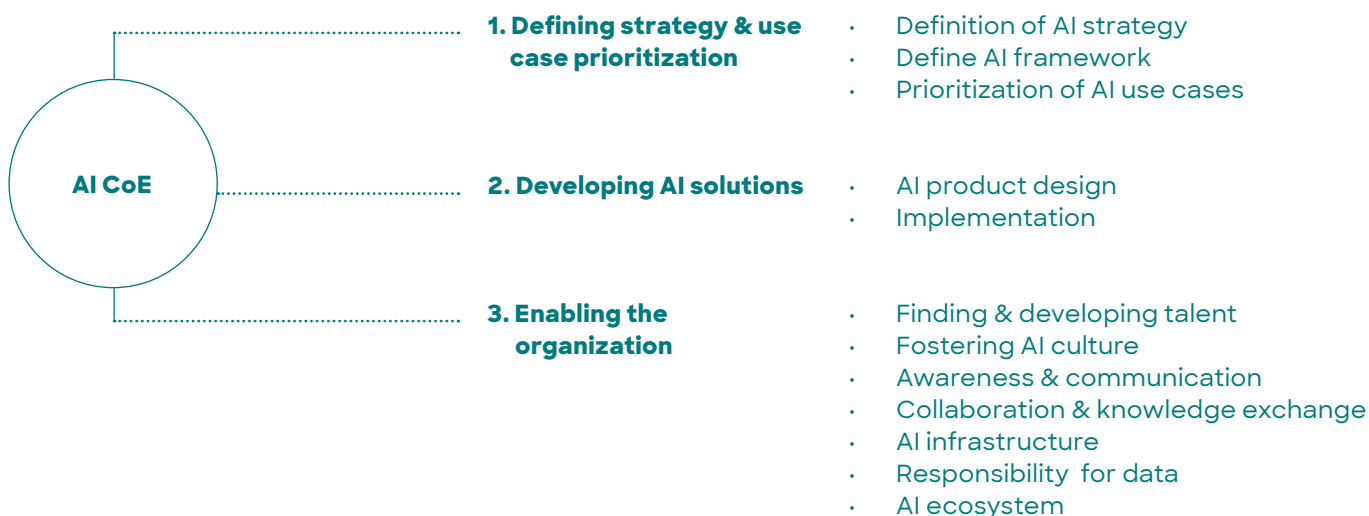 AI CoE
1. Defining strategy & use
case prioritization
• Definition of AI strategy
• Define AI framework
• Prioritization of AI use cases
2. Developing AI solutions
• AI product design
• Implementation
3. Enabling the
organization
• Finding & developing talent
• Fostering AI culture
• Awareness & communication
• Collaboration & knowledge exchange
• AI infrastructure
• Responsibility for data
• AI ecosystem